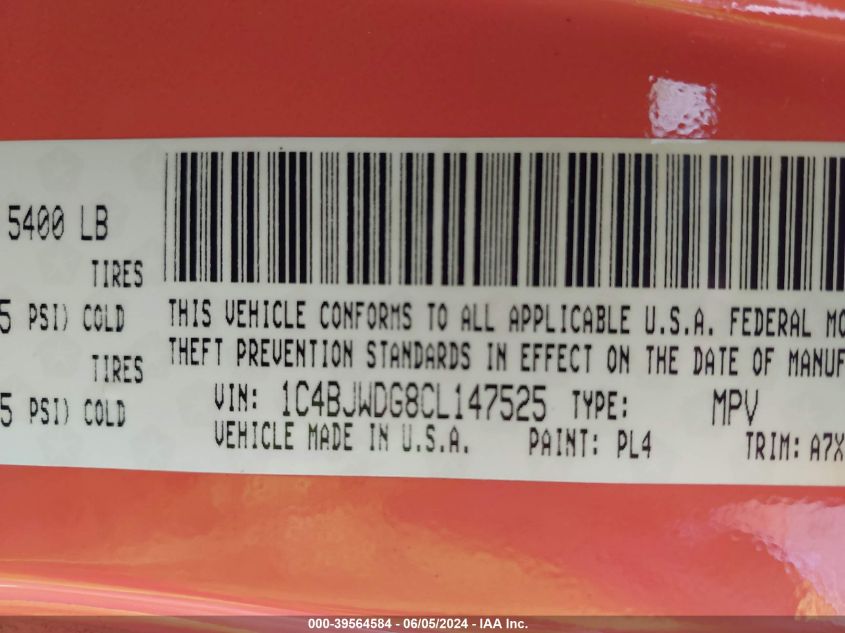 5400 LB
TIRES
5 PSI) COLD
TIRES
5 PSI) COLD
THIS VEHICLE CONFORMS TO ALL APPLICABLE U.S.A. FEDERAL MO
THEFT PREVENTION STANDARDS IN EFFECT ON THE DATE OF MANUF
VIN: 1C4BJWDG8CL147525 TYPE: MPV
VEHICLE MADE IN U.S.A. PAINT: PL4 TRIM: A7X
000-39564584 - 06/05/2024 - IAA Inc.